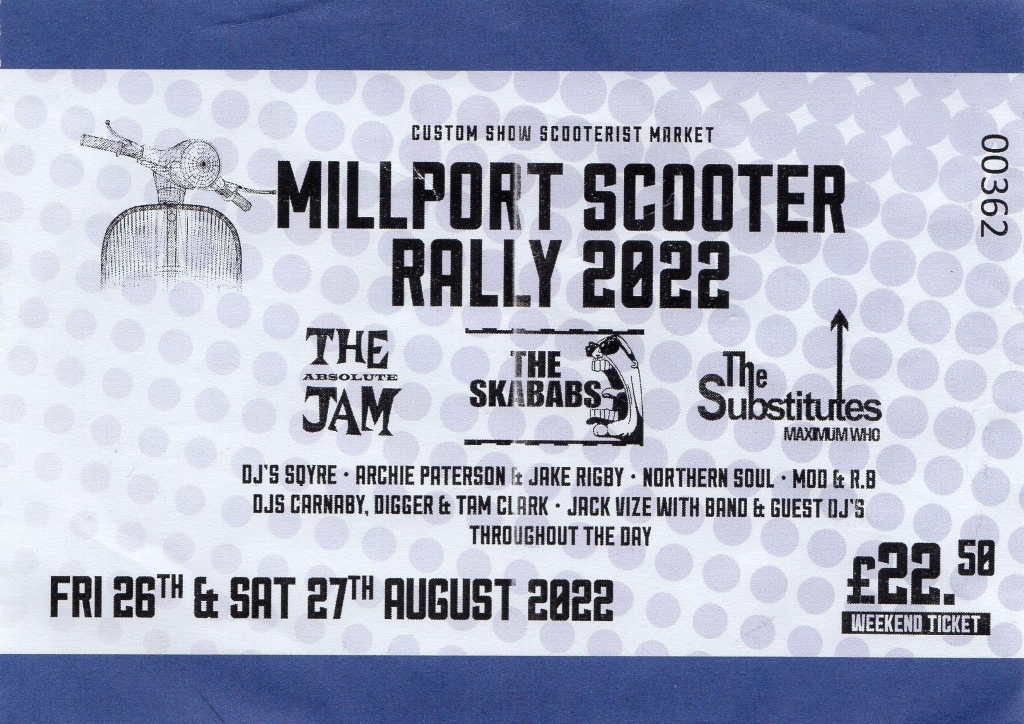 CUSTOM SHOW SCOOTERIST MARKET
MILLPORT SCOOTER
RALLY 2022
00362
THE
ABSOLUTE
JAM
THE
SKABABS
The
Substitutes
MAXIMUM WHO
DJ'S SQYRE • ARCHIE PATERSON & JAKE RIGBY • NORTHERN SOUL • MOD & R.B
DJS CARNABY, DIGGER & TAM CLARK • JACK VIZE WITH BAND & GUEST DJ'S
THROUGHOUT THE DAY
FRI 26TH & SAT 27TH AUGUST 2022
£22.50
WEEKEND TICKET